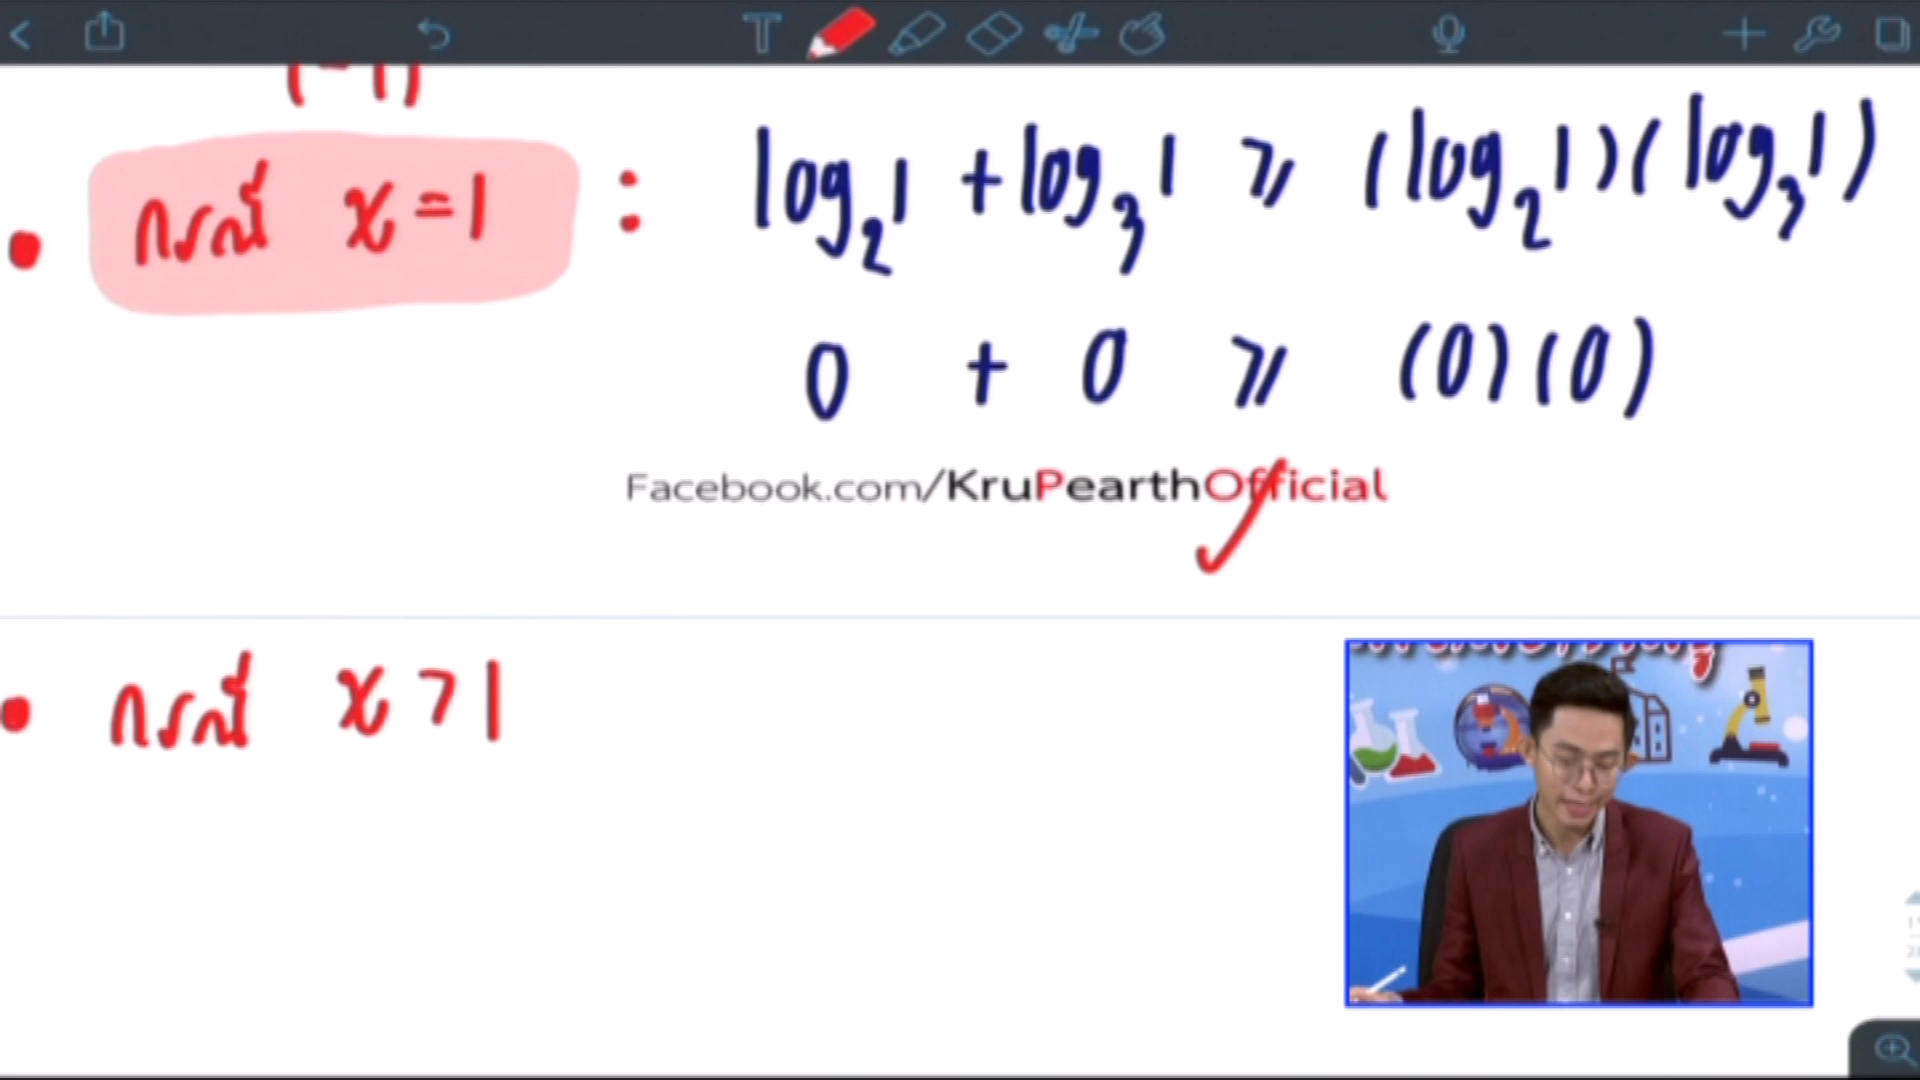 กรณี x = 1 : log₂1 + log₃1 ⩾ (log₂1)(log₃1)
0 + 0 ⩾ (0)(0)
Facebook.com/KruPearthOfficial
กรณี x > 1